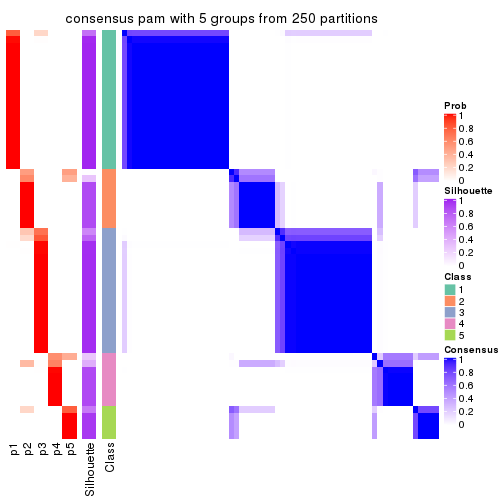 consensus pam with 5 groups from 250 partitions
Prob
1
0.8
0.6
0.4
0.2
0
Silhouette
1
0.8
0.6
0.4
0.2
0
Class
1
2
3
4
5
Consensus
1
0.8
0.6
0.4
0.2
0
p1
p2
p3
p4
p5
Silhouette
Class